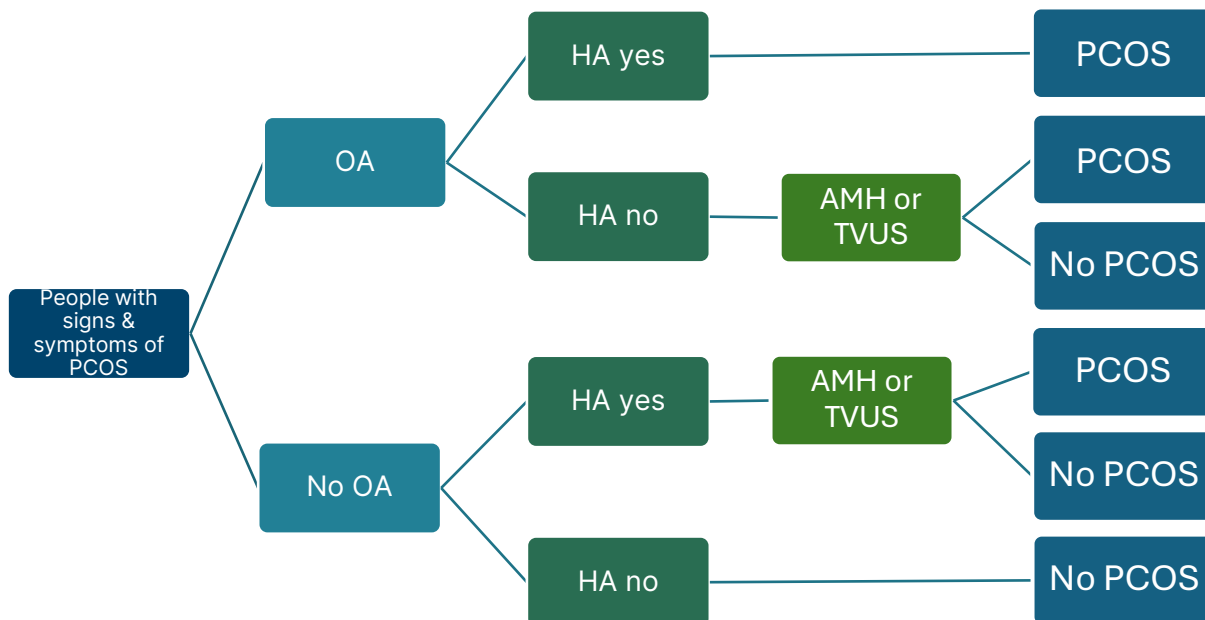 People with
signs &
symptoms of
PCOS
OA
No OA
HA yes
HA no
HA yes
HA no
AMH or
TVUS
AMH or
TVUS
PCOS
PCOS
No PCOS
PCOS
No PCOS
No PCOS